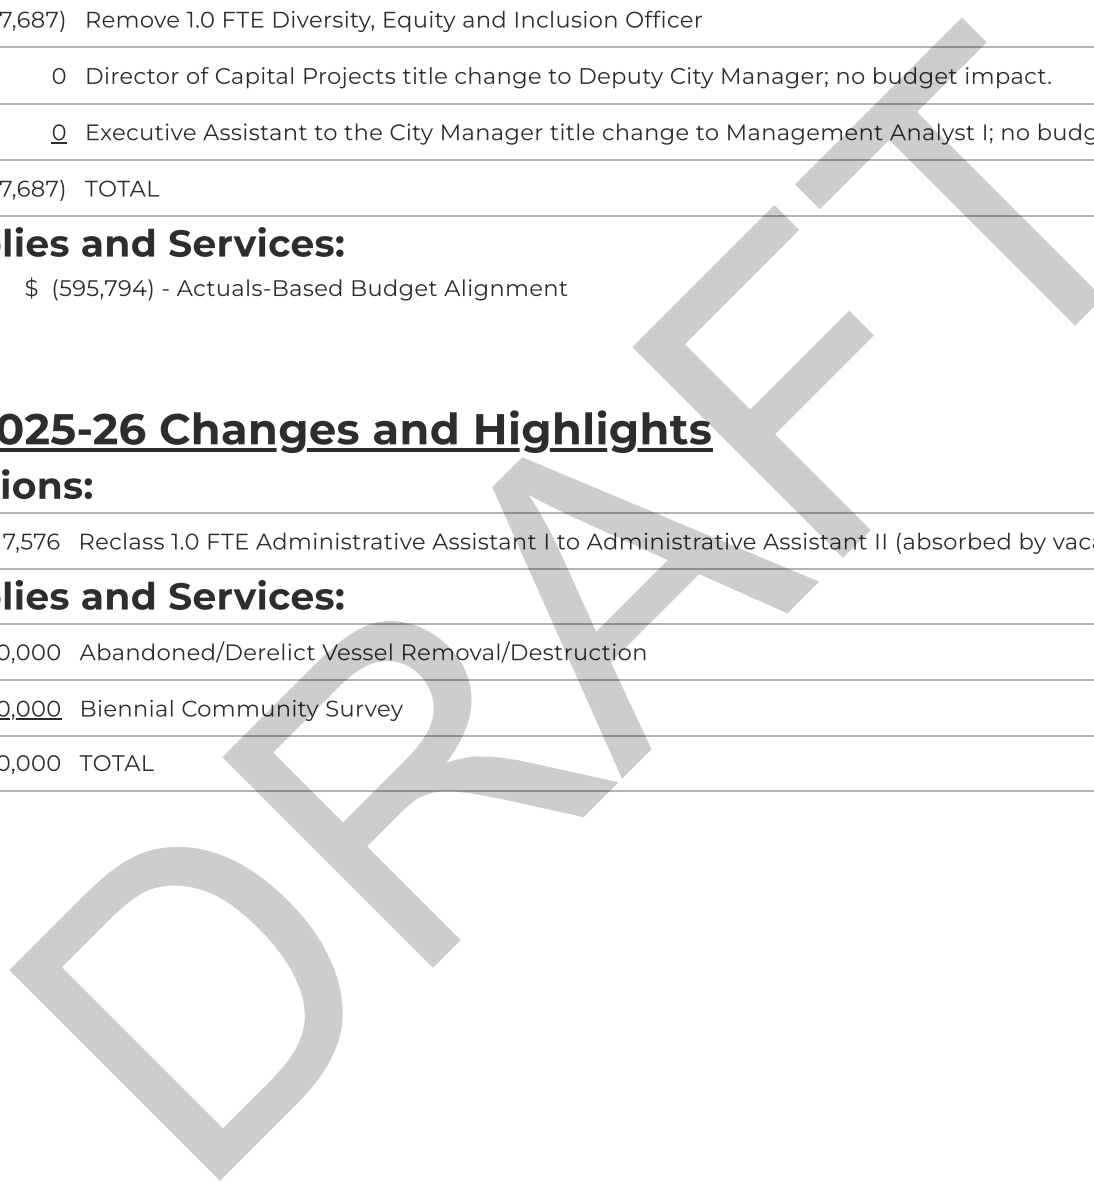 7,687) Remove 1.0 FTE Diversity, Equity and Inclusion Officer
0 Director of Capital Projects title change to Deputy City Manager; no budget impact.
0 Executive Assistant to the City Manager title change to Management Analyst I; no budg
7,687) TOTAL
lies and Services:
$ (595,794) - Actuals-Based Budget Alignment
025-26 Changes and Highlights
ions:
7,576 Reclass 1.0 FTE Administrative Assistant I to Administrative Assistant II (absorbed by vac
lies and Services:
0,000 Abandoned/Derelict Vessel Removal/Destruction
0,000 Biennial Community Survey
0,000 TOTAL
DRAFT